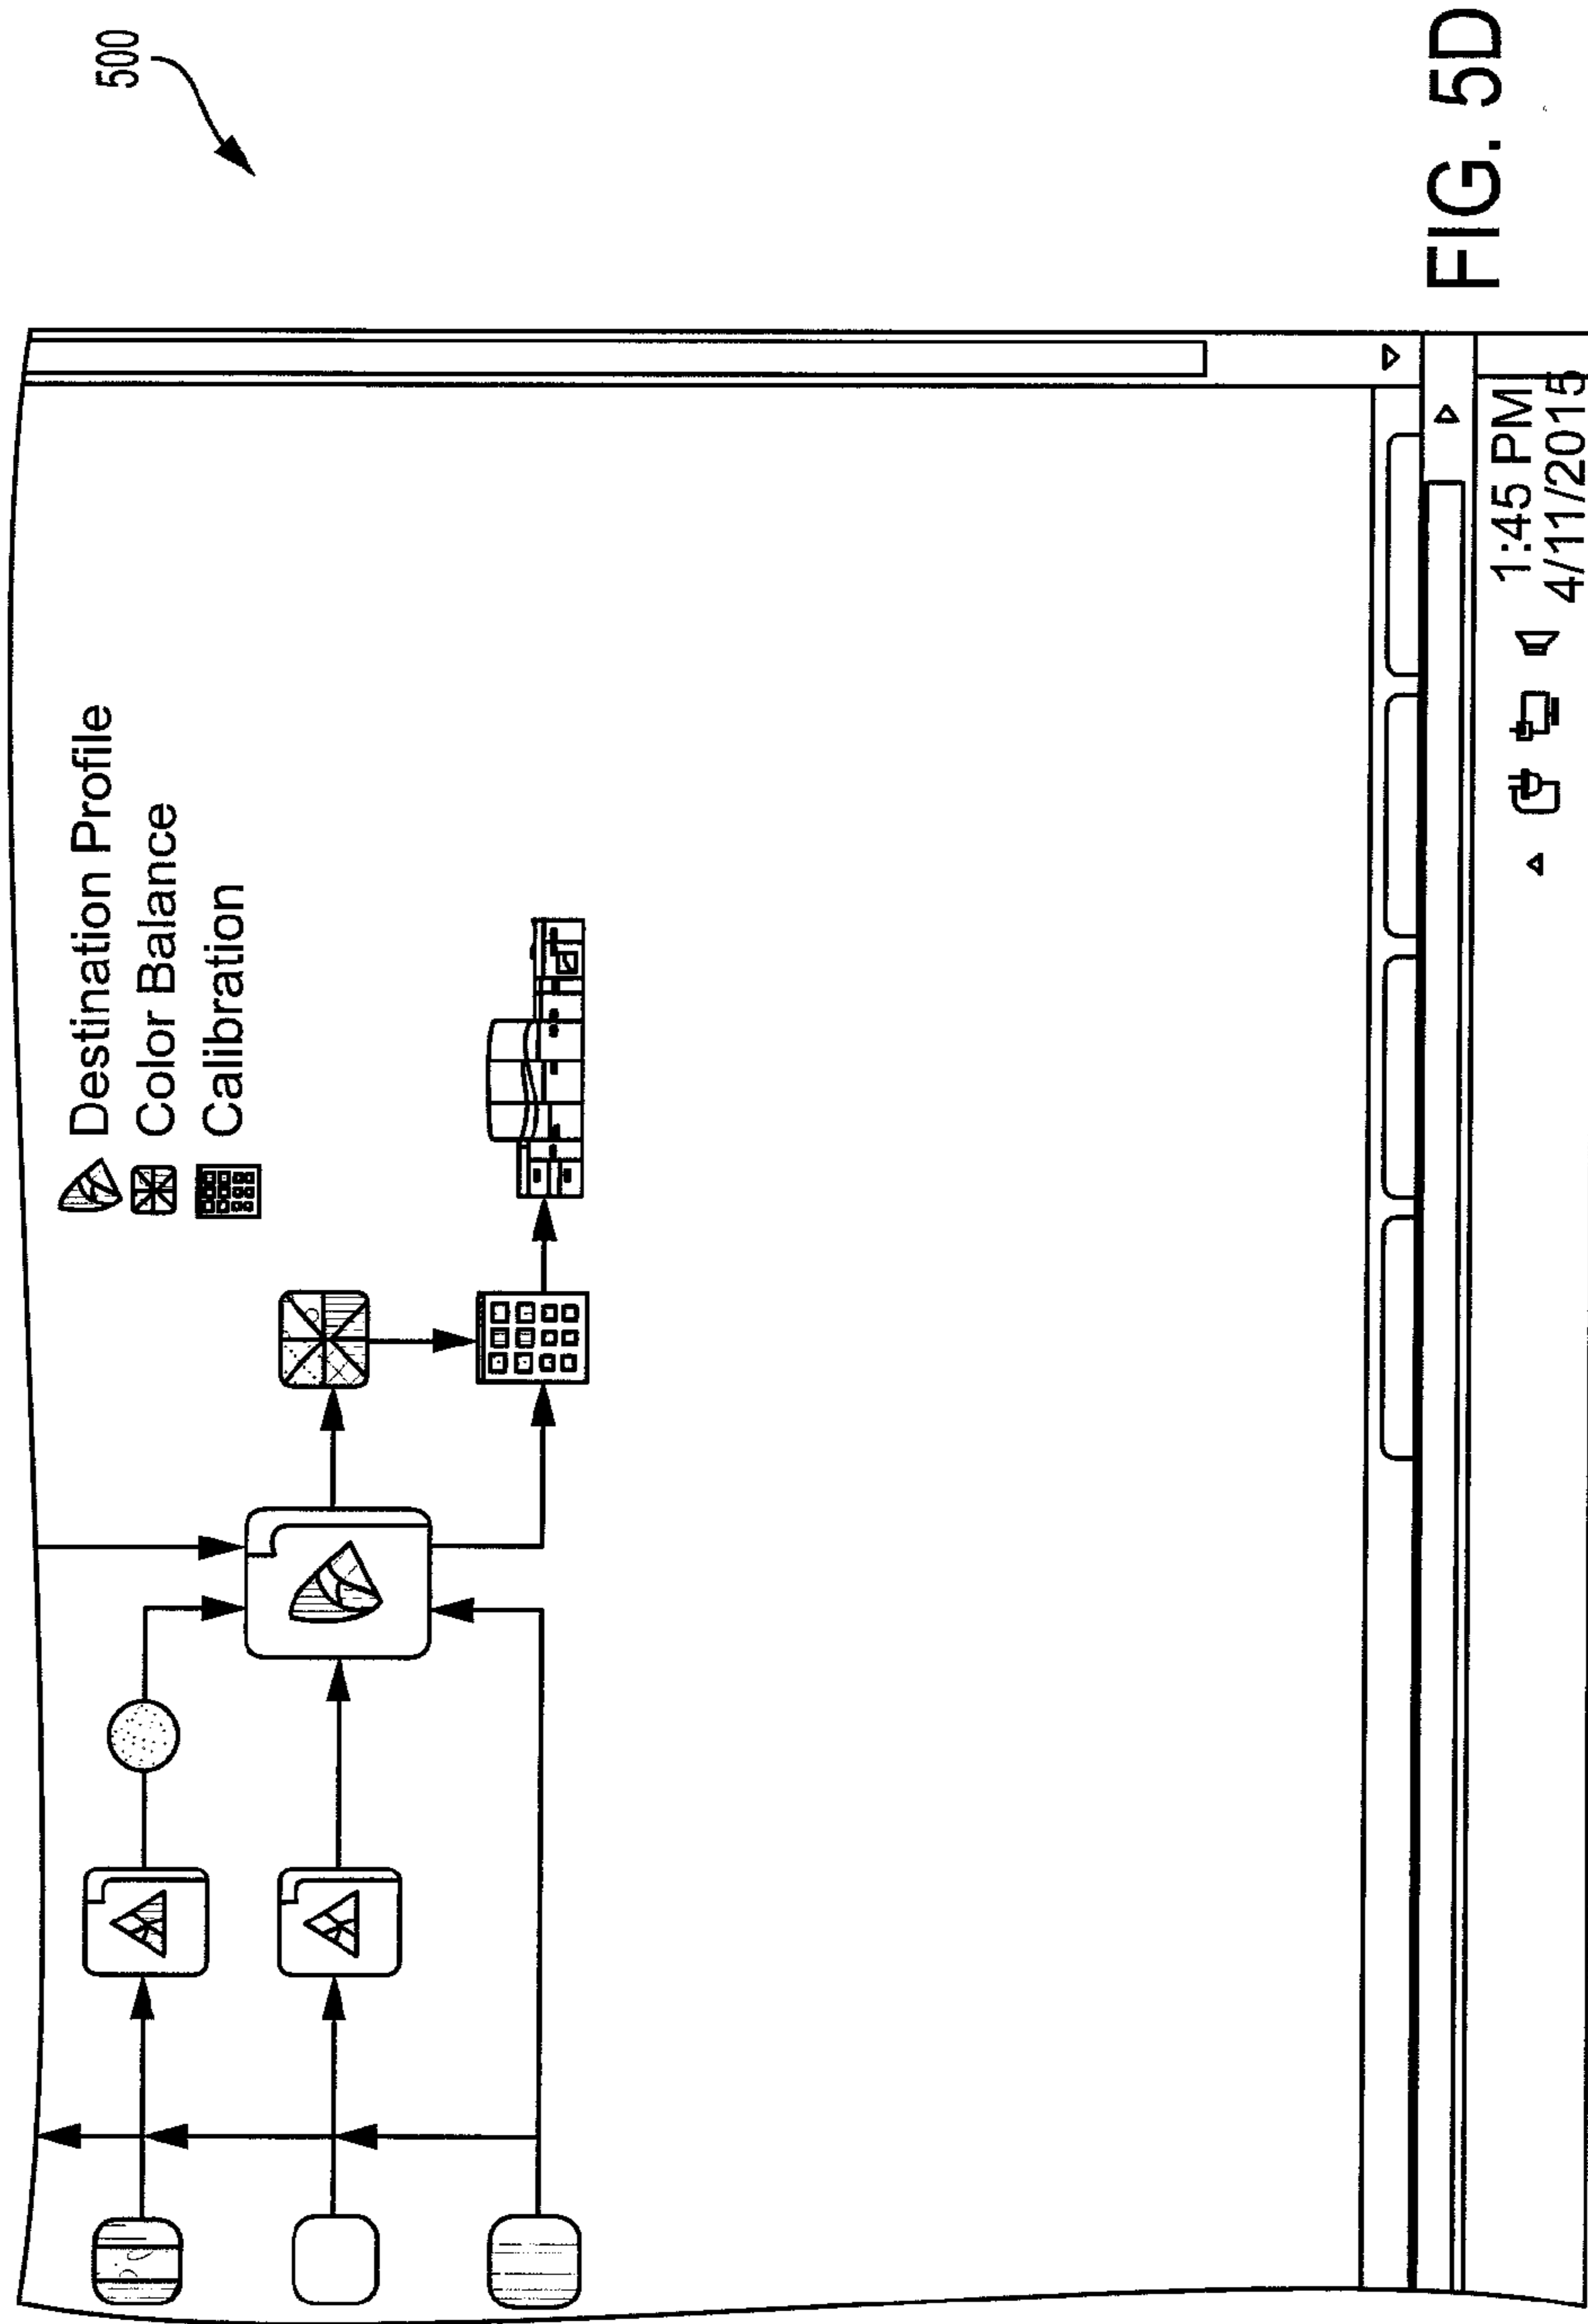 500
Destination Profile
Color Balance
Calibration
1:45 PM
4/11/2015
FIG. 5D